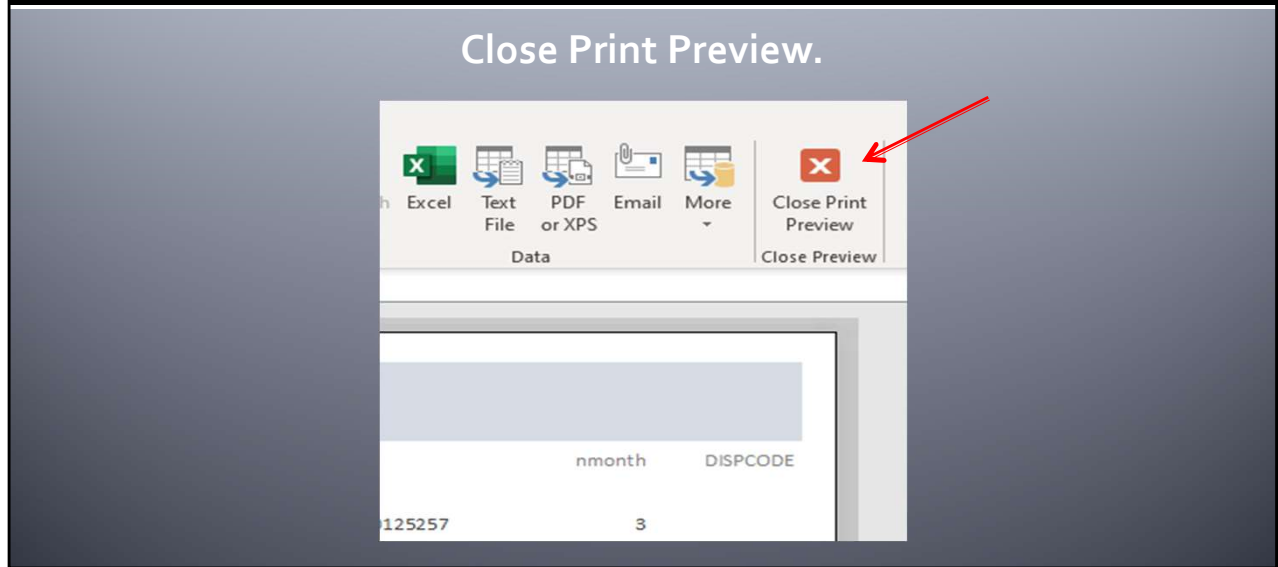 Close Print Preview.
h Excel Text File PDF or XPS Email More Close Print Preview
Data Close Preview
nmonth DISPCODE
125257 3